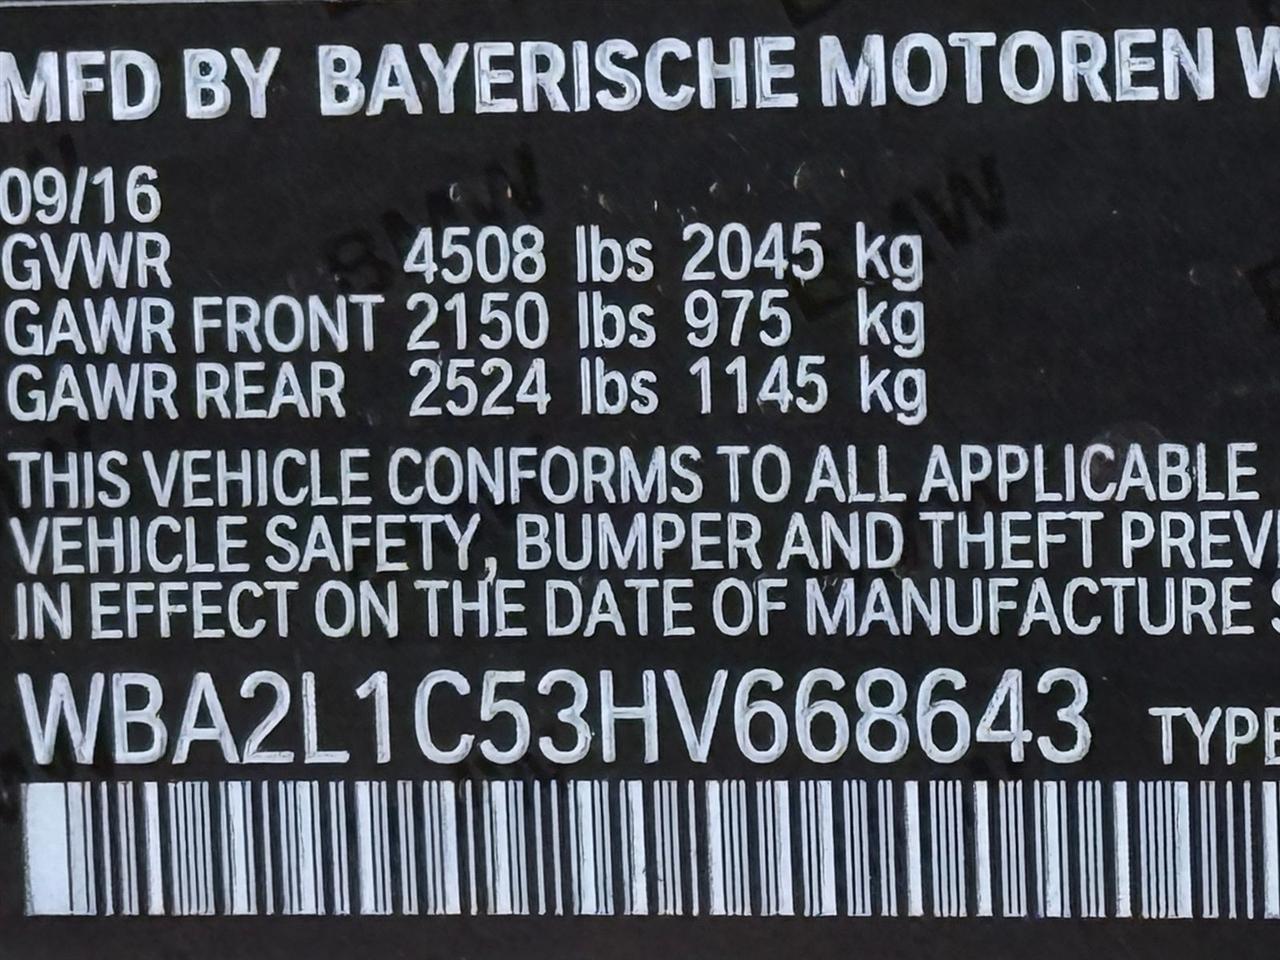 MFD BY BAYERISCHE MOTOREN W
09/16
GVWR 4508 lbs 2045 kg
GAWR FRONT 2150 lbs 975 kg
GAWR REAR 2524 lbs 1145 kg
THIS VEHICLE CONFORMS TO ALL APPLICABLE
VEHICLE SAFETY, BUMPER AND THEFT PREV
IN EFFECT ON THE DATE OF MANUFACTURE S
WBA2L1C53HV668643 TYPE